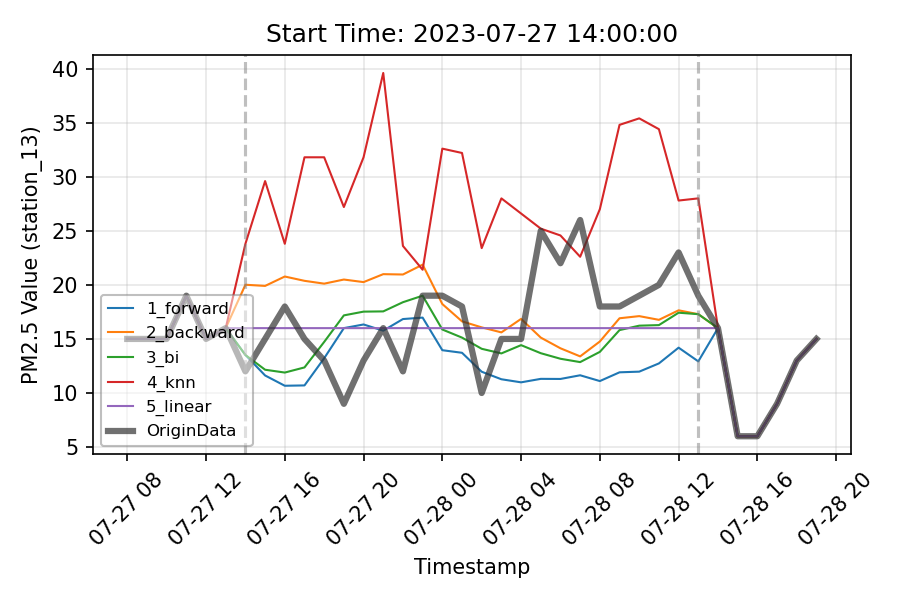 Start Time: 2023-07-27 14:00:00
PM2.5 Value (station_13)
40
35
30
25
20
15
10
5
1_forward
2_backward
3_bi
4_knn
5_linear
OriginData
07-27 08
07-27 12
07-27 16
07-27 20
07-28 00
07-28 04
07-28 08
07-28 12
07-28 16
07-28 20
Timestamp